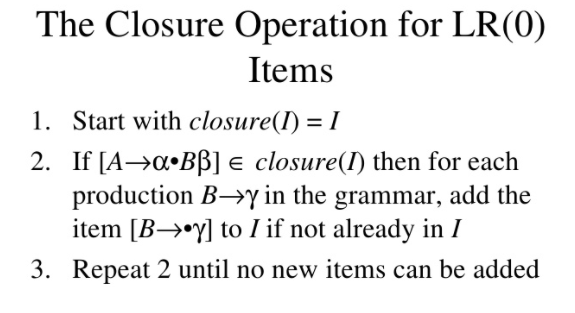 The Closure Operation for LR(0)
Items
1. Start with closure(I) = I
2. If [A→α•Bβ] ∈ closure(I) then for each
production B→γ in the grammar, add the
item [B→•γ] to I if not already in I
3. Repeat 2 until no new items can be added